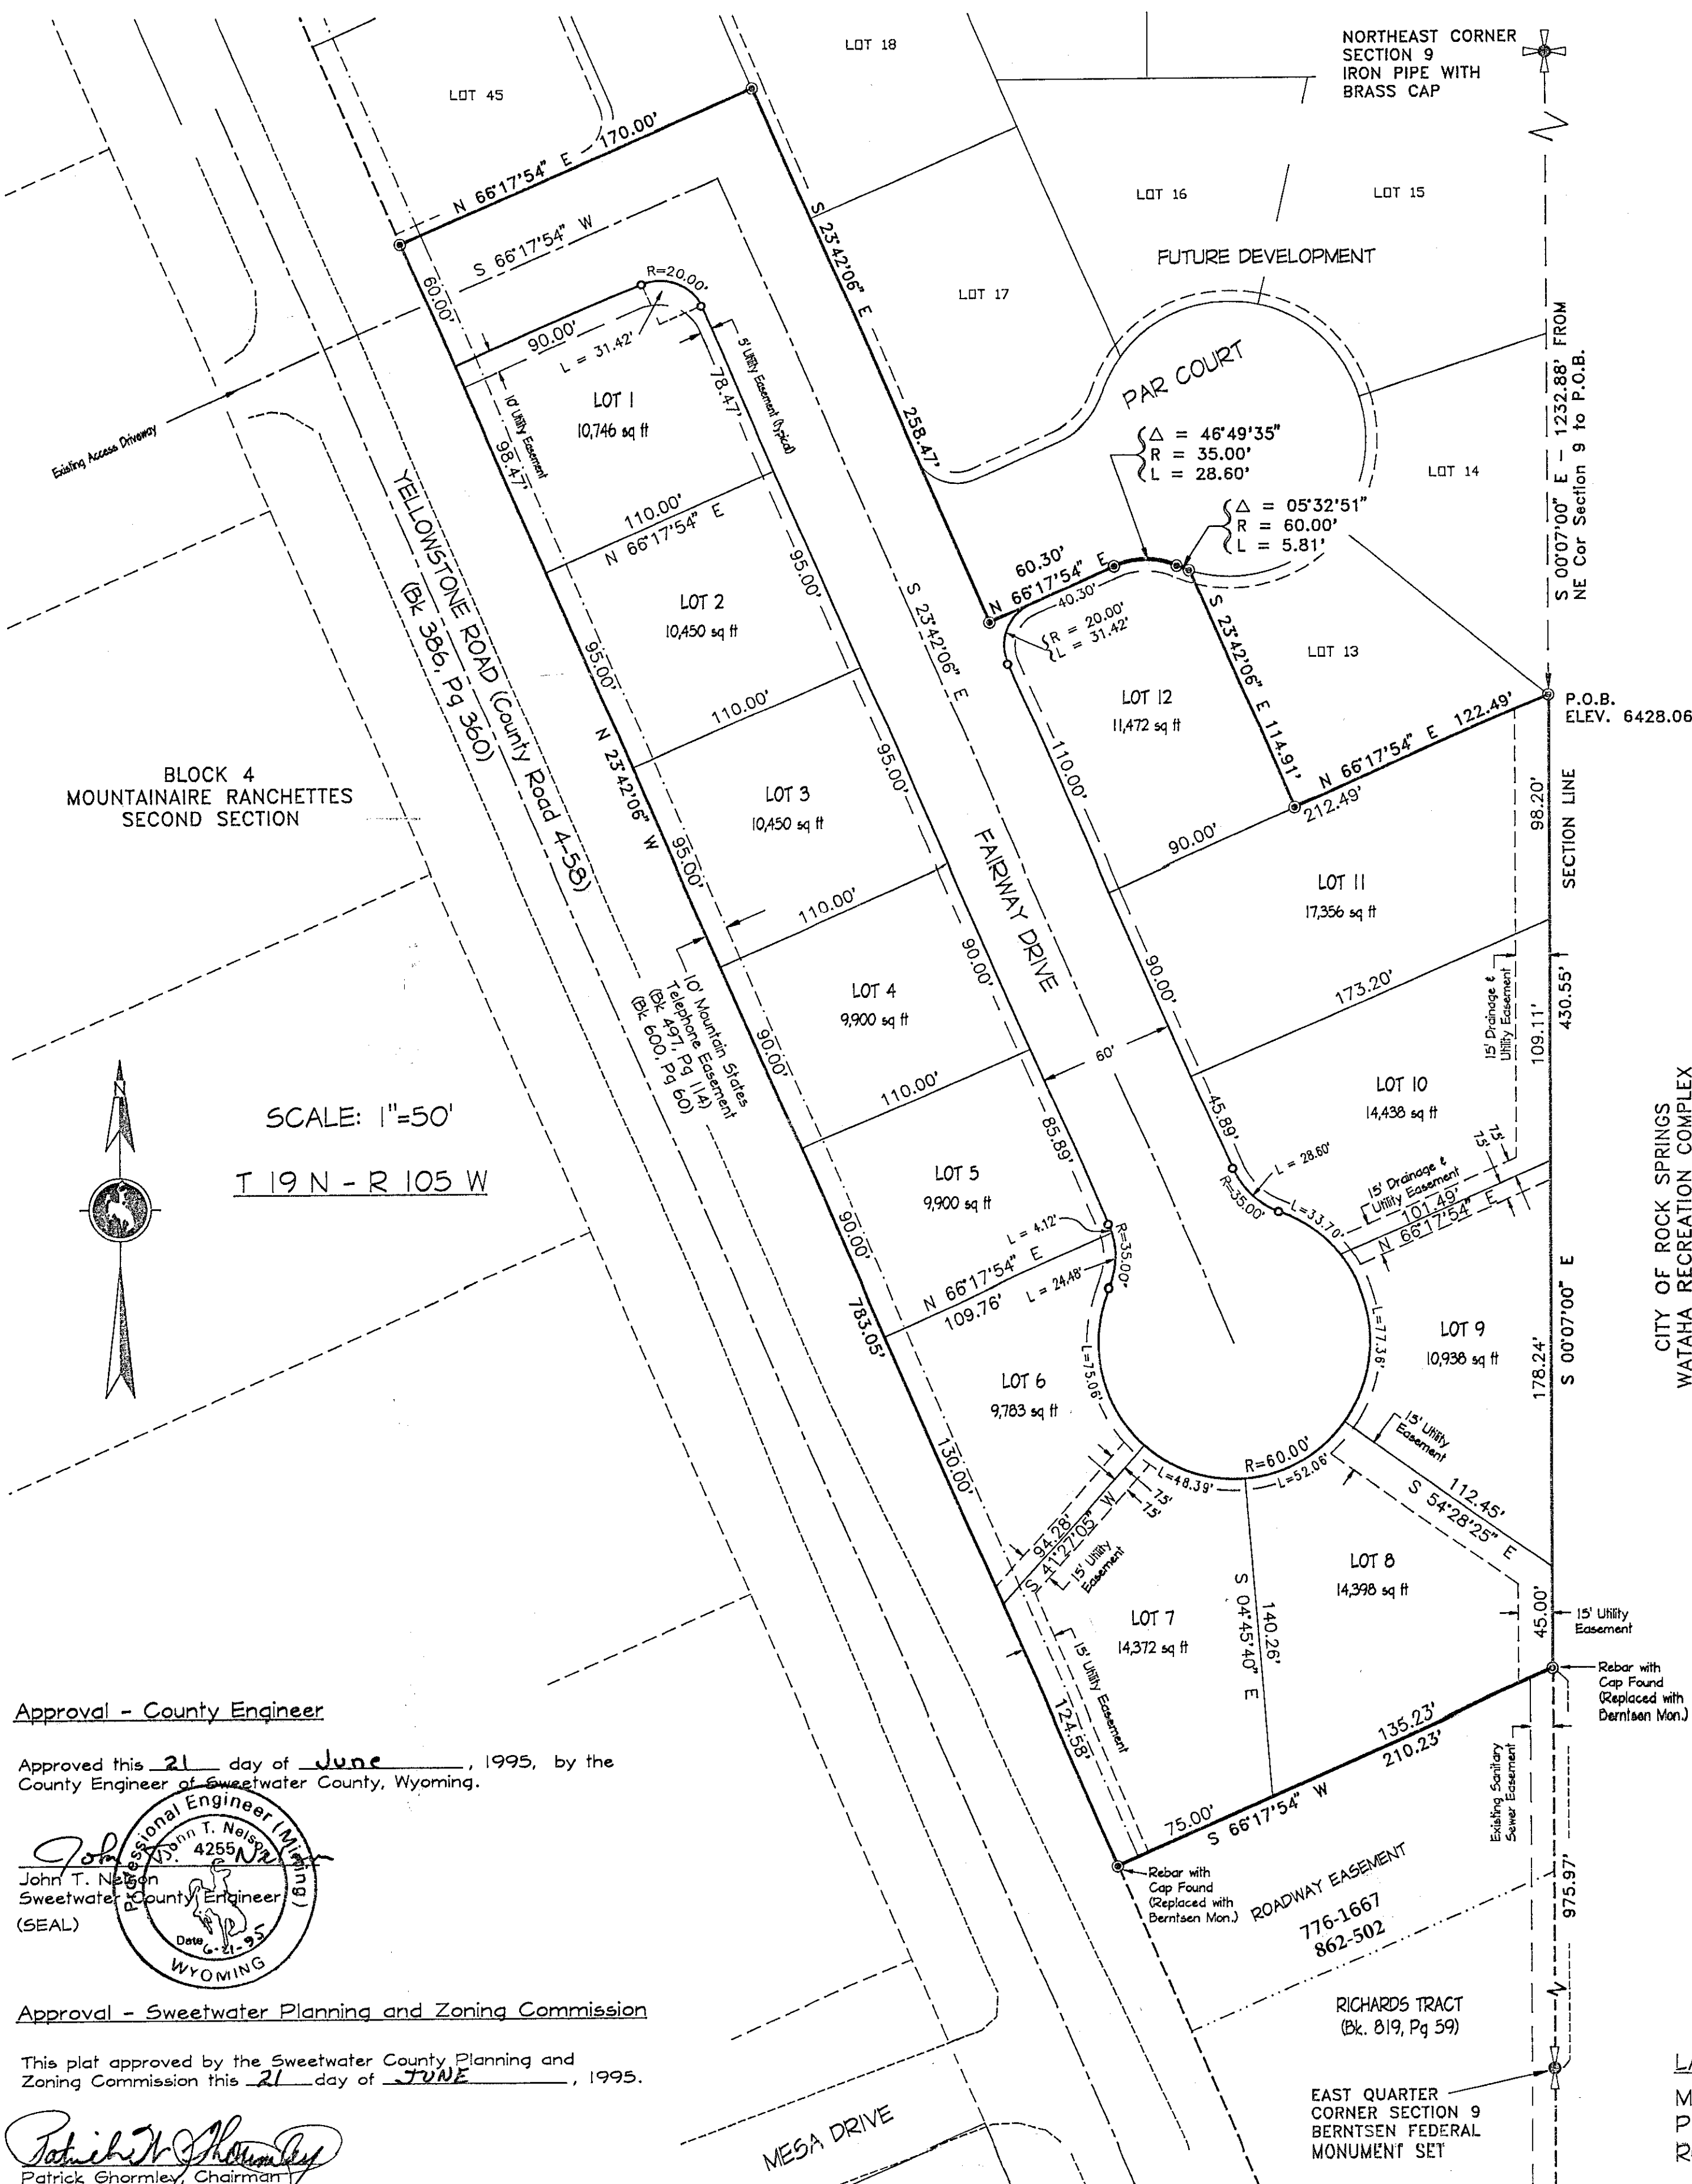 LOT 18
NORTHEAST CORNER
SECTION 9
IRON PIPE WITH
BRASS CAP
LOT 45
N 66°17'54" E 170.00'
S 66°17'54" W
LOT 16
LOT 15
FUTURE DEVELOPMENT
LOT 17
S 23°42'06" E 258.47'
60.00'
R=20.00'
90.00'
L = 31.42'
5' Utility Easement (typical)
78.47'
LOT 1
10,746 sq ft
10' Utility Easement
98.47'
Existing Access Driveway
YELLOWSTONE ROAD (County Road 4-58)
(Bk 386, Pg 360)
PAR COURT
Δ = 46°49'35"
R = 35.00'
L = 28.60'
LOT 14
Δ = 05°32'51"
R = 60.00'
L = 5.81'
S 00°07'00" E - 1232.88' FROM
NE Cor Section 9 to P.O.B.
110.00'
N 66°17'54" E
95.00'
60.30'
N 66°17'54" E
40.30'
R = 20.00'
L = 31.42'
S 23°42'06" E 114.91'
S 23°42'06" E
LOT 2
10,450 sq ft
95.00'
LOT 13
LOT 12
11,472 sq ft
P.O.B.
ELEV. 6428.06
N 66°17'54" E 122.49'
212.49'
110.00'
110.00'
N 23°42'06" W
95.00'
BLOCK 4
MOUNTAINAIRE RANCHETTES
SECOND SECTION
LOT 3
10,450 sq ft
95.00'
98.20'
SECTION LINE
90.00'
LOT 11
17,356 sq ft
FAIRWAY DRIVE
110.00'
90.00'
90.00'
10' Mountain States
Telephone Easement
(Bk 497, Pg 114)
(Bk 600, Pg 60)
LOT 4
9,900 sq ft
173.20'
15' Drainage &
Utility Easement
109.11'
430.55'
90.00'
60'
110.00'
85.89'
LOT 10
14,438 sq ft
45.89'
N
SCALE: 1"=50'
T 19 N - R 105 W
CITY OF ROCK SPRINGS
WATAHA RECREATION COMPLEX
LOT 5
9,900 sq ft
L = 28.60'
R=35.00'
L=33.70'
15' Drainage &
Utility Easement
101.49'
N 66°17'54" E
7.5'
7.5'
90.00'
L = 4.12'
R=35.00'
N 66°17'54" E
109.76'
L = 24.48'
783.05'
S 00°07'00" E
178.24'
L=77.36'
LOT 9
10,938 sq ft
L=75.06'
LOT 6
9,783 sq ft
130.00'
15' Utility
Easement
R=60.00'
L=48.39'
L=52.06'
7.5'
7.5'
112.45'
S 54°28'25" E
94.28'
S 41°27'05" W
15' Utility
Easement
LOT 8
14,398 sq ft
140.26'
S 04°45'40" E
LOT 7
14,372 sq ft
15' Utility Easement
124.58'
45.00'
15' Utility
Easement
Rebar with
Cap Found
(Replaced with
Berntsen Mon.)
135.23'
210.23'
75.00'
S 66°17'54" W
Existing Sanitary
Sewer Easement
Rebar with
Cap Found
(Replaced with
Berntsen Mon.)
ROADWAY EASEMENT
776-1667
862-502
975.97'
RICHARDS TRACT
(Bk. 819, Pg 59)
EAST QUARTER
CORNER SECTION 9
BERNTSEN FEDERAL
MONUMENT SET
MESA DRIVE
Approval - County Engineer
Approved this 21 day of June, 1995, by the
County Engineer of Sweetwater County, Wyoming.
John T. Nelson
John T. Nelson
Sweetwater County Engineer
(SEAL)
Professional Engineer (Mining)
John T. Nelson
4255
Date 6-21-95
WYOMING
Approval - Sweetwater Planning and Zoning Commission
This plat approved by the Sweetwater County Planning and
Zoning Commission this 21 day of JUNE, 1995.
Patrick Ghormley, Chairman